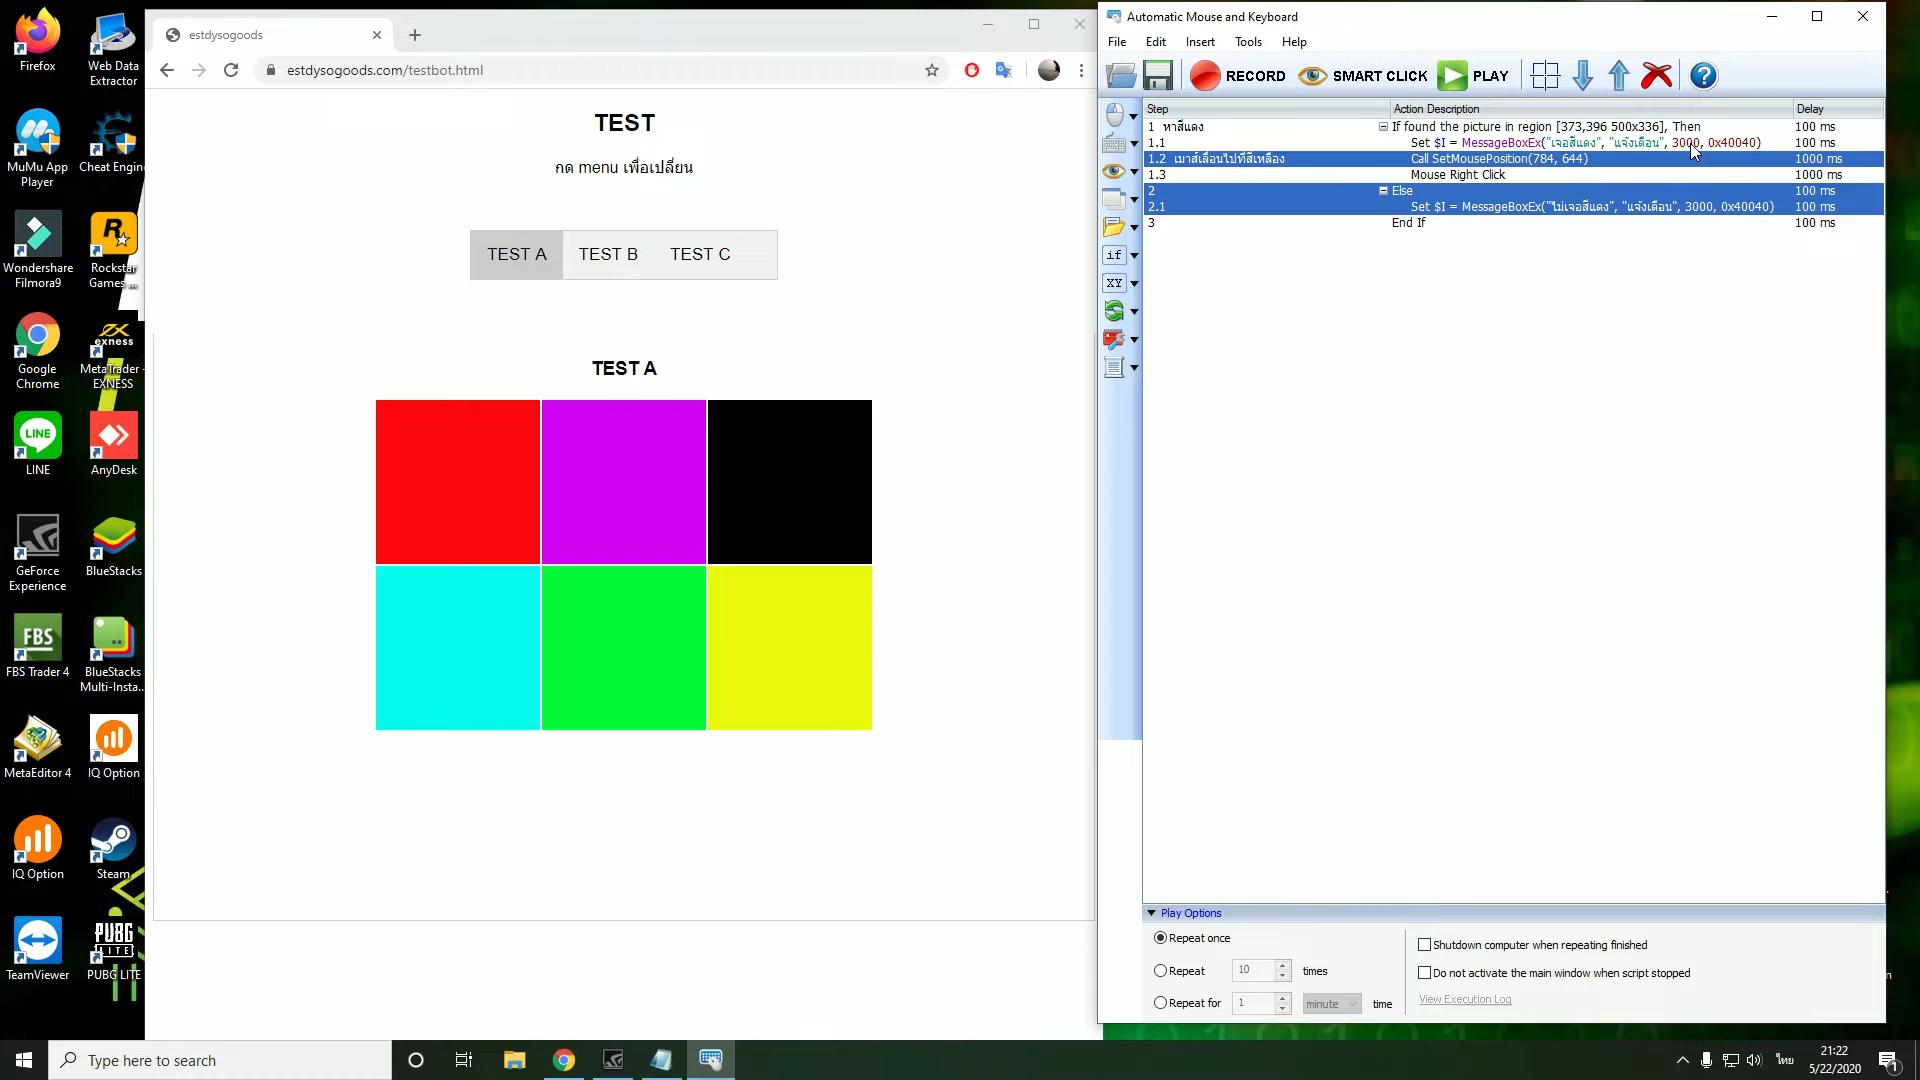 Firefox
Web Data
Extractor
MuMu App
Player
Cheat Engine
Wondershare
Filmora9
Rockstar
Games ...
Google
Chrome
exness
MetaTrader -
EXNESS
LINE
LINE
AnyDesk
GeForce
Experience
BlueStacks
FBS
FBS Trader 4
BlueStacks
Multi-Insta...
MetaEditor 4
IQ Option
IQ Option
Steam
TeamViewer
PUBG
LITE
PUBG LITE
estdysogoods
estdysogoods.com/testbot.html
TEST
กด menu เพื่อเปลี่ยน
TEST A
TEST B
TEST C
TEST A
Automatic Mouse and Keyboard
File
Edit
Insert
Tools
Help
RECORD
SMART CLICK
PLAY
if
XY
Step
Action Description
Delay
1 หาสีแดง If found the picture in region [373,396 500x336], Then 100 ms
1.1 Set $I = MessageBoxEx("เจอสีแดง", "แจ้งเตือน", 3000, 0x40040) 100 ms
1.2 เมาส์เลื่อนไปที่สีเหลือง Call SetMousePosition(784, 644) 1000 ms
1.3 Mouse Right Click 1000 ms
2 Else 100 ms
2.1 Set $I = MessageBoxEx("ไม่เจอสีแดง", "แจ้งเตือน", 3000, 0x40040) 100 ms
3 End If 100 ms
Play Options
Repeat once
Repeat 10 times
Repeat for 1 minute time
Shutdown computer when repeating finished
Do not activate the main window when script stopped
View Execution Log
Type here to search
ไทย
21:22
5/22/2020
1